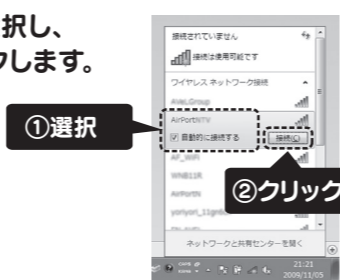 択し、
クします。
①選択
接続されていません
接続は使用可能です
ワイヤレス ネットワーク接続
AirPort
自動的に接続する
接続(C)
AF_WiFi
WNB11R
②クリック
ネットワークと共有センターを開く
21:21
2009/11/05